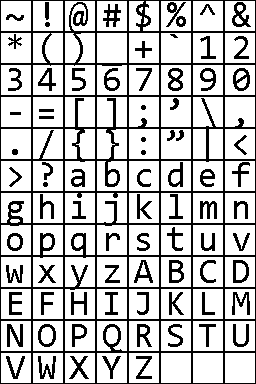 ~ ! @ # $ % ^ &
* ( ) _ + ` 1 2
3 4 5 6 7 8 9 0
- = [ ] ; ’ \ ,
. / { } : ” | <
> ? a b c d e f
g h i j k l m n
o p q r s t u v
w x y z A B C D
E F H I J K L M
N O P Q R S T U
V W X Y Z